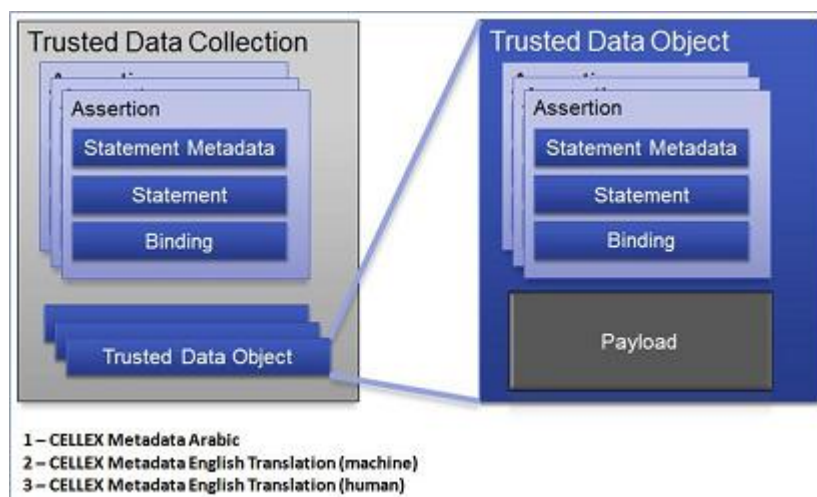 Trusted Data Collection
Assertion
Statement Metadata
Statement
Binding
Trusted Data Object
Trusted Data Object
Assertion
Statement Metadata
Statement
Binding
Payload
1 – CELLEX Metadata Arabic
2 – CELLEX Metadata English Translation (machine)
3 – CELLEX Metadata English Translation (human)